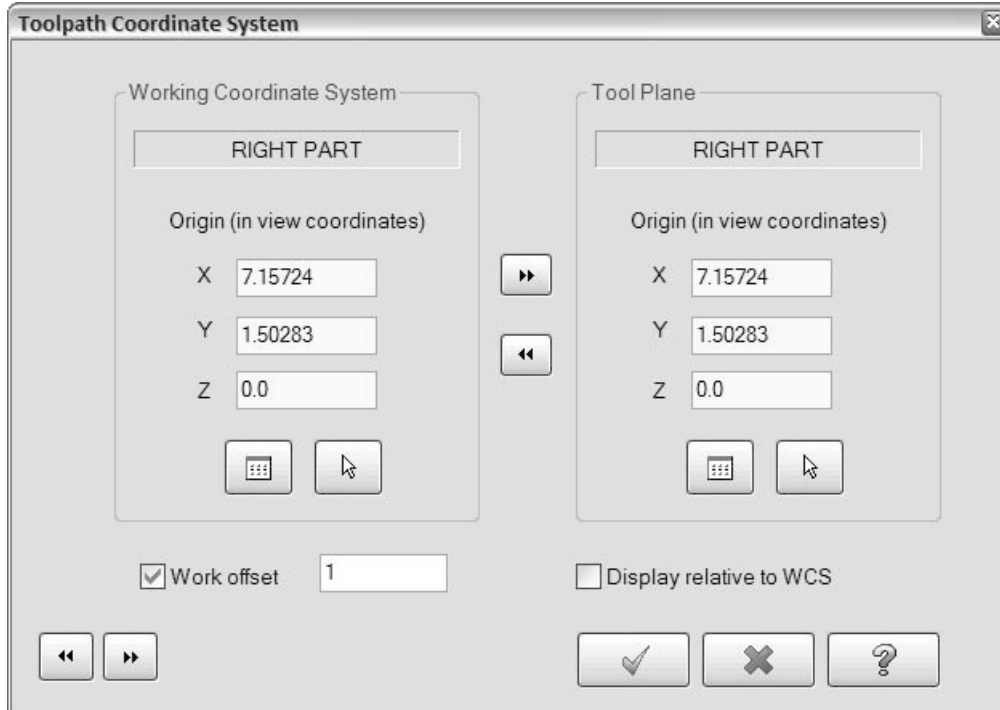 Toolpath Coordinate System
Working Coordinate System
RIGHT PART
Origin (in view coordinates)
X 7.15724
Y 1.50283
Z 0.0
Tool Plane
RIGHT PART
Origin (in view coordinates)
X 7.15724
Y 1.50283
Z 0.0
Work offset 1
Display relative to WCS